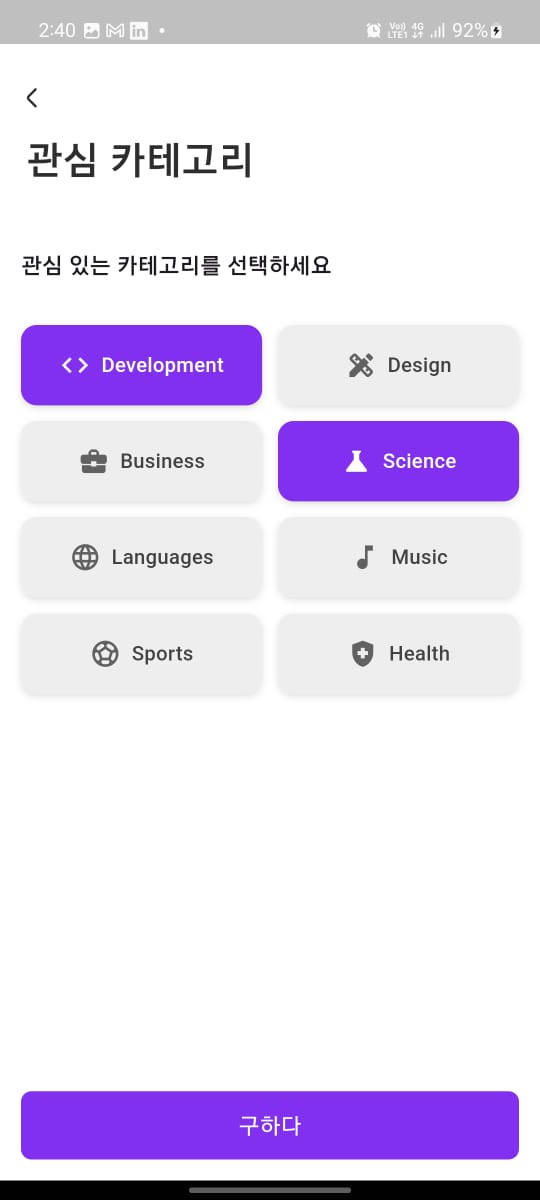 2:40 92%
Vo)) 4G
LTE1
관심 카테고리
관심 있는 카테고리를 선택하세요
Development Design
Business Science
Languages Music
Sports Health
구하다